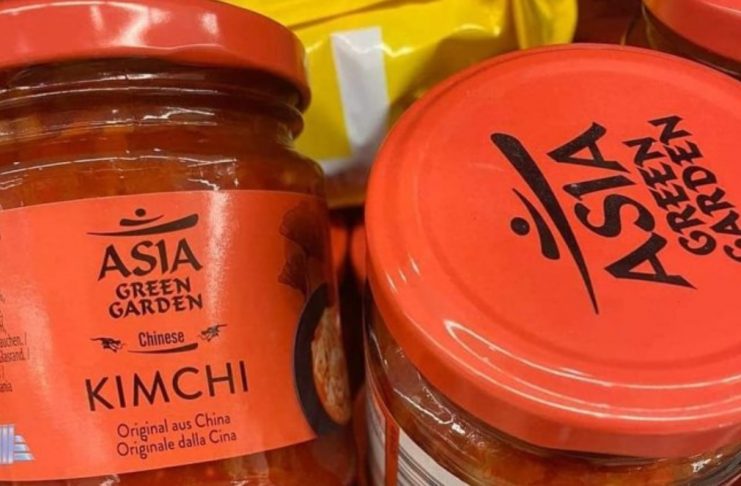 ASIA
GREEN
GARDEN
Chinese
KIMCHI
Original aus China
Originale dalla Cina
ASIA
GREEN
GARDEN